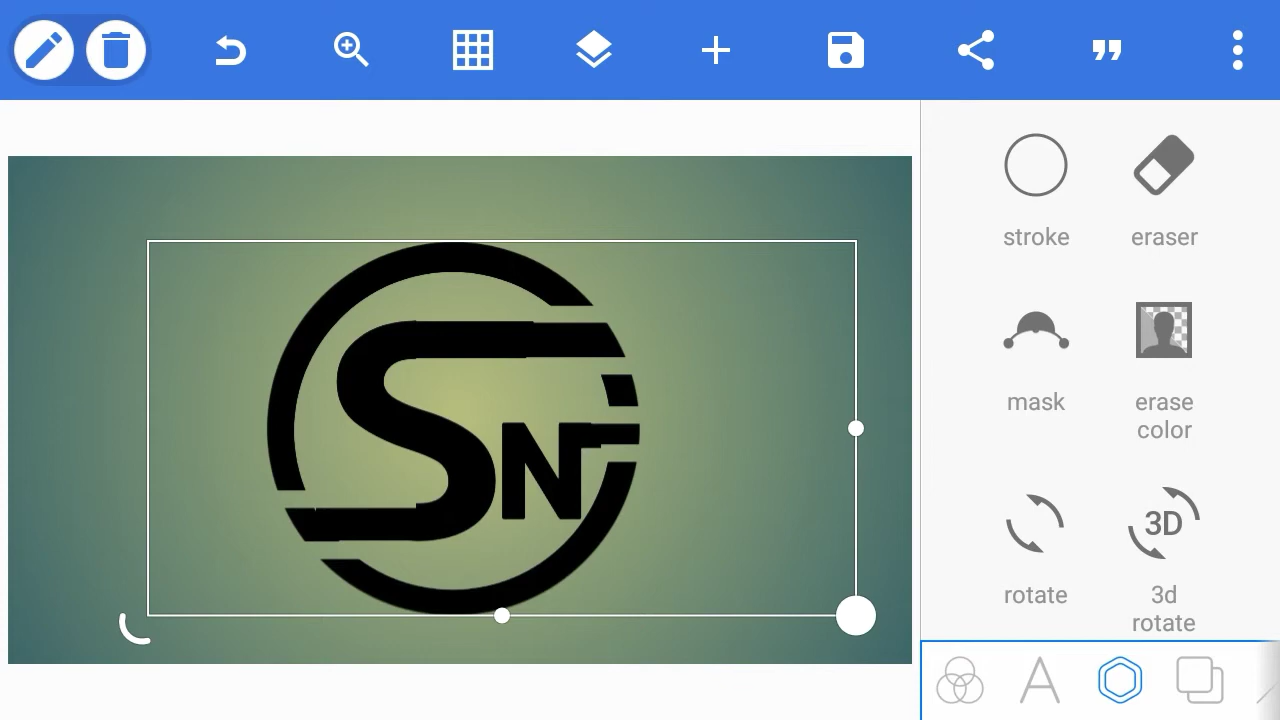 SN
stroke
eraser
mask
erase
color
rotate
3D
3d
rotate